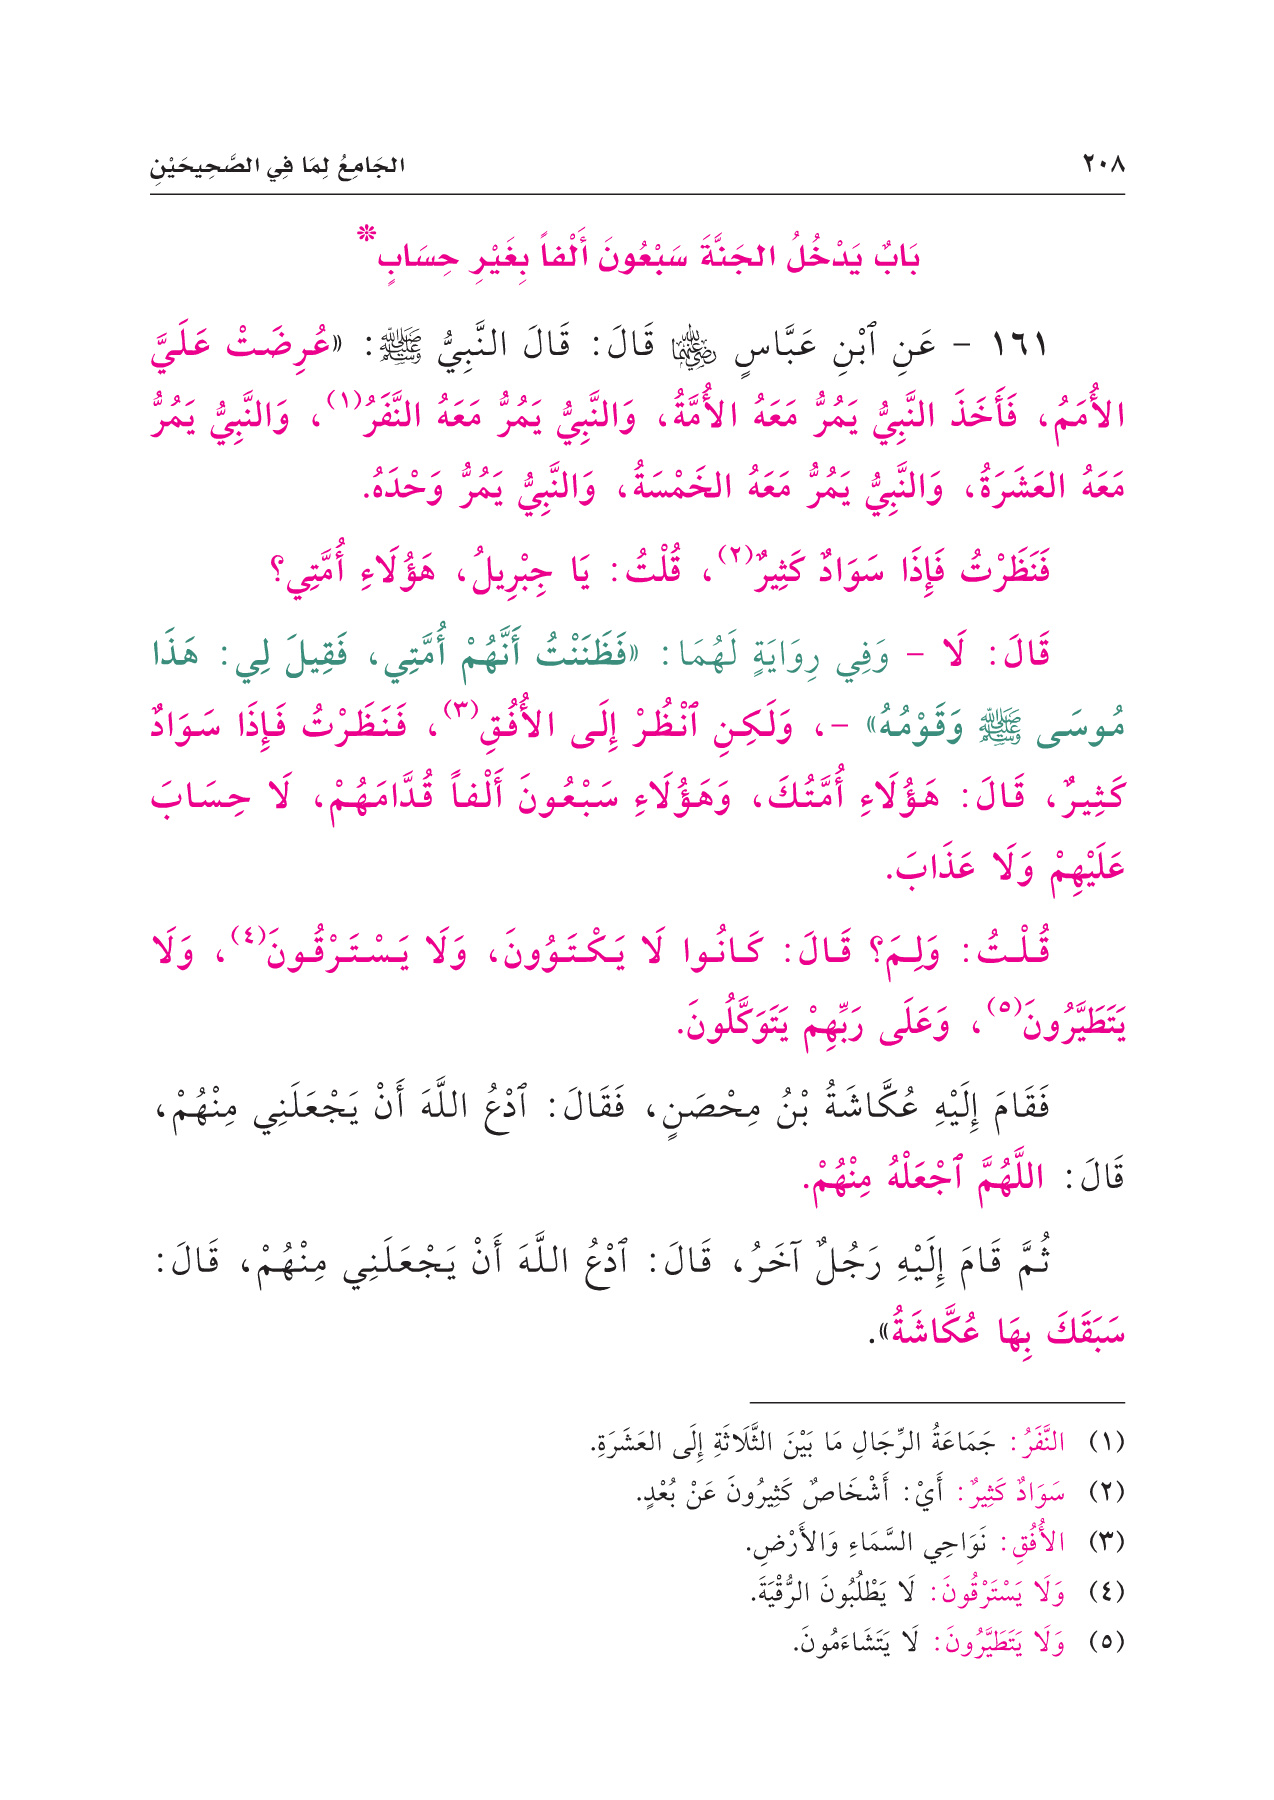 ٢٠٨ الجَامِعُ لِمَا فِي الصَّحِيحَيْنِ
بَابٌ يَدْخُلُ الجَنَّةَ سَبْعُونَ أَلْفاً بِغَيْرِ حِسَابٍ*
١٦١ - عَنِ ٱبْنِ عَبَّاسٍ ﵄ قَالَ: قَالَ النَّبِيُّ ﷺ: «عُرِضَتْ عَلَيَّ
الأُمَمُ، فَأَخَذَ النَّبِيُّ يَمُرُّ مَعَهُ الأُمَّةُ، وَالنَّبِيُّ يَمُرُّ مَعَهُ النَّفَرُ(١)، وَالنَّبِيُّ يَمُرُّ
مَعَهُ العَشَرَةُ، وَالنَّبِيُّ يَمُرُّ مَعَهُ الخَمْسَةُ، وَالنَّبِيُّ يَمُرُّ وَحْدَهُ.
فَنَظَرْتُ فَإِذَا سَوَادٌ كَثِيرٌ(٢)، قُلْتُ: يَا جِبْرِيلُ، هَؤُلَاءِ أُمَّتِي؟
قَالَ: لَا - وَفِي رِوَايَةٍ لَهُمَا: «فَظَنَنْتُ أَنَّهُمْ أُمَّتِي، فَقِيلَ لِي: هَذَا
مُوسَى ﷺ وَقَوْمُهُ» -، وَلَكِنِ ٱنْظُرْ إِلَى الأُفُقِ(٣)، فَنَظَرْتُ فَإِذَا سَوَادٌ
كَثِيرٌ، قَالَ: هَؤُلَاءِ أُمَّتُكَ، وَهَؤُلَاءِ سَبْعُونَ أَلْفاً قُدَّامَهُمْ، لَا حِسَابَ
عَلَيْهِمْ وَلَا عَذَابَ.
قُلْتُ: وَلِمَ؟ قَالَ: كَانُوا لَا يَكْتَوُونَ، وَلَا يَسْتَرْقُونَ(٤)، وَلَا
يَتَطَيَّرُونَ(٥)، وَعَلَى رَبِّهِمْ يَتَوَكَّلُونَ.
فَقَامَ إِلَيْهِ عُكَّاشَةُ بْنُ مِحْصَنٍ، فَقَالَ: ٱدْعُ اللَّهَ أَنْ يَجْعَلَنِي مِنْهُمْ،
قَالَ: اللَّهُمَّ ٱجْعَلْهُ مِنْهُمْ.
ثُمَّ قَامَ إِلَيْهِ رَجُلٌ آخَرُ، قَالَ: ٱدْعُ اللَّهَ أَنْ يَجْعَلَنِي مِنْهُمْ، قَالَ:
سَبَقَكَ بِهَا عُكَّاشَةُ».
(١) النَّفَرُ: جَمَاعَةُ الرِّجَالِ مَا بَيْنَ الثَّلَاثَةِ إِلَى العَشَرَةِ.
(٢) سَوَادٌ كَثِيرٌ: أَيْ: أَشْخَاصٌ كَثِيرُونَ عَنْ بُعْدٍ.
(٣) الأُفُقِ: نَوَاحِي السَّمَاءِ وَالأَرْضِ.
(٤) وَلَا يَسْتَرْقُونَ: لَا يَطْلُبُونَ الرُّقْيَةَ.
(٥) وَلَا يَتَطَيَّرُونَ: لَا يَتَشَاءَمُونَ.